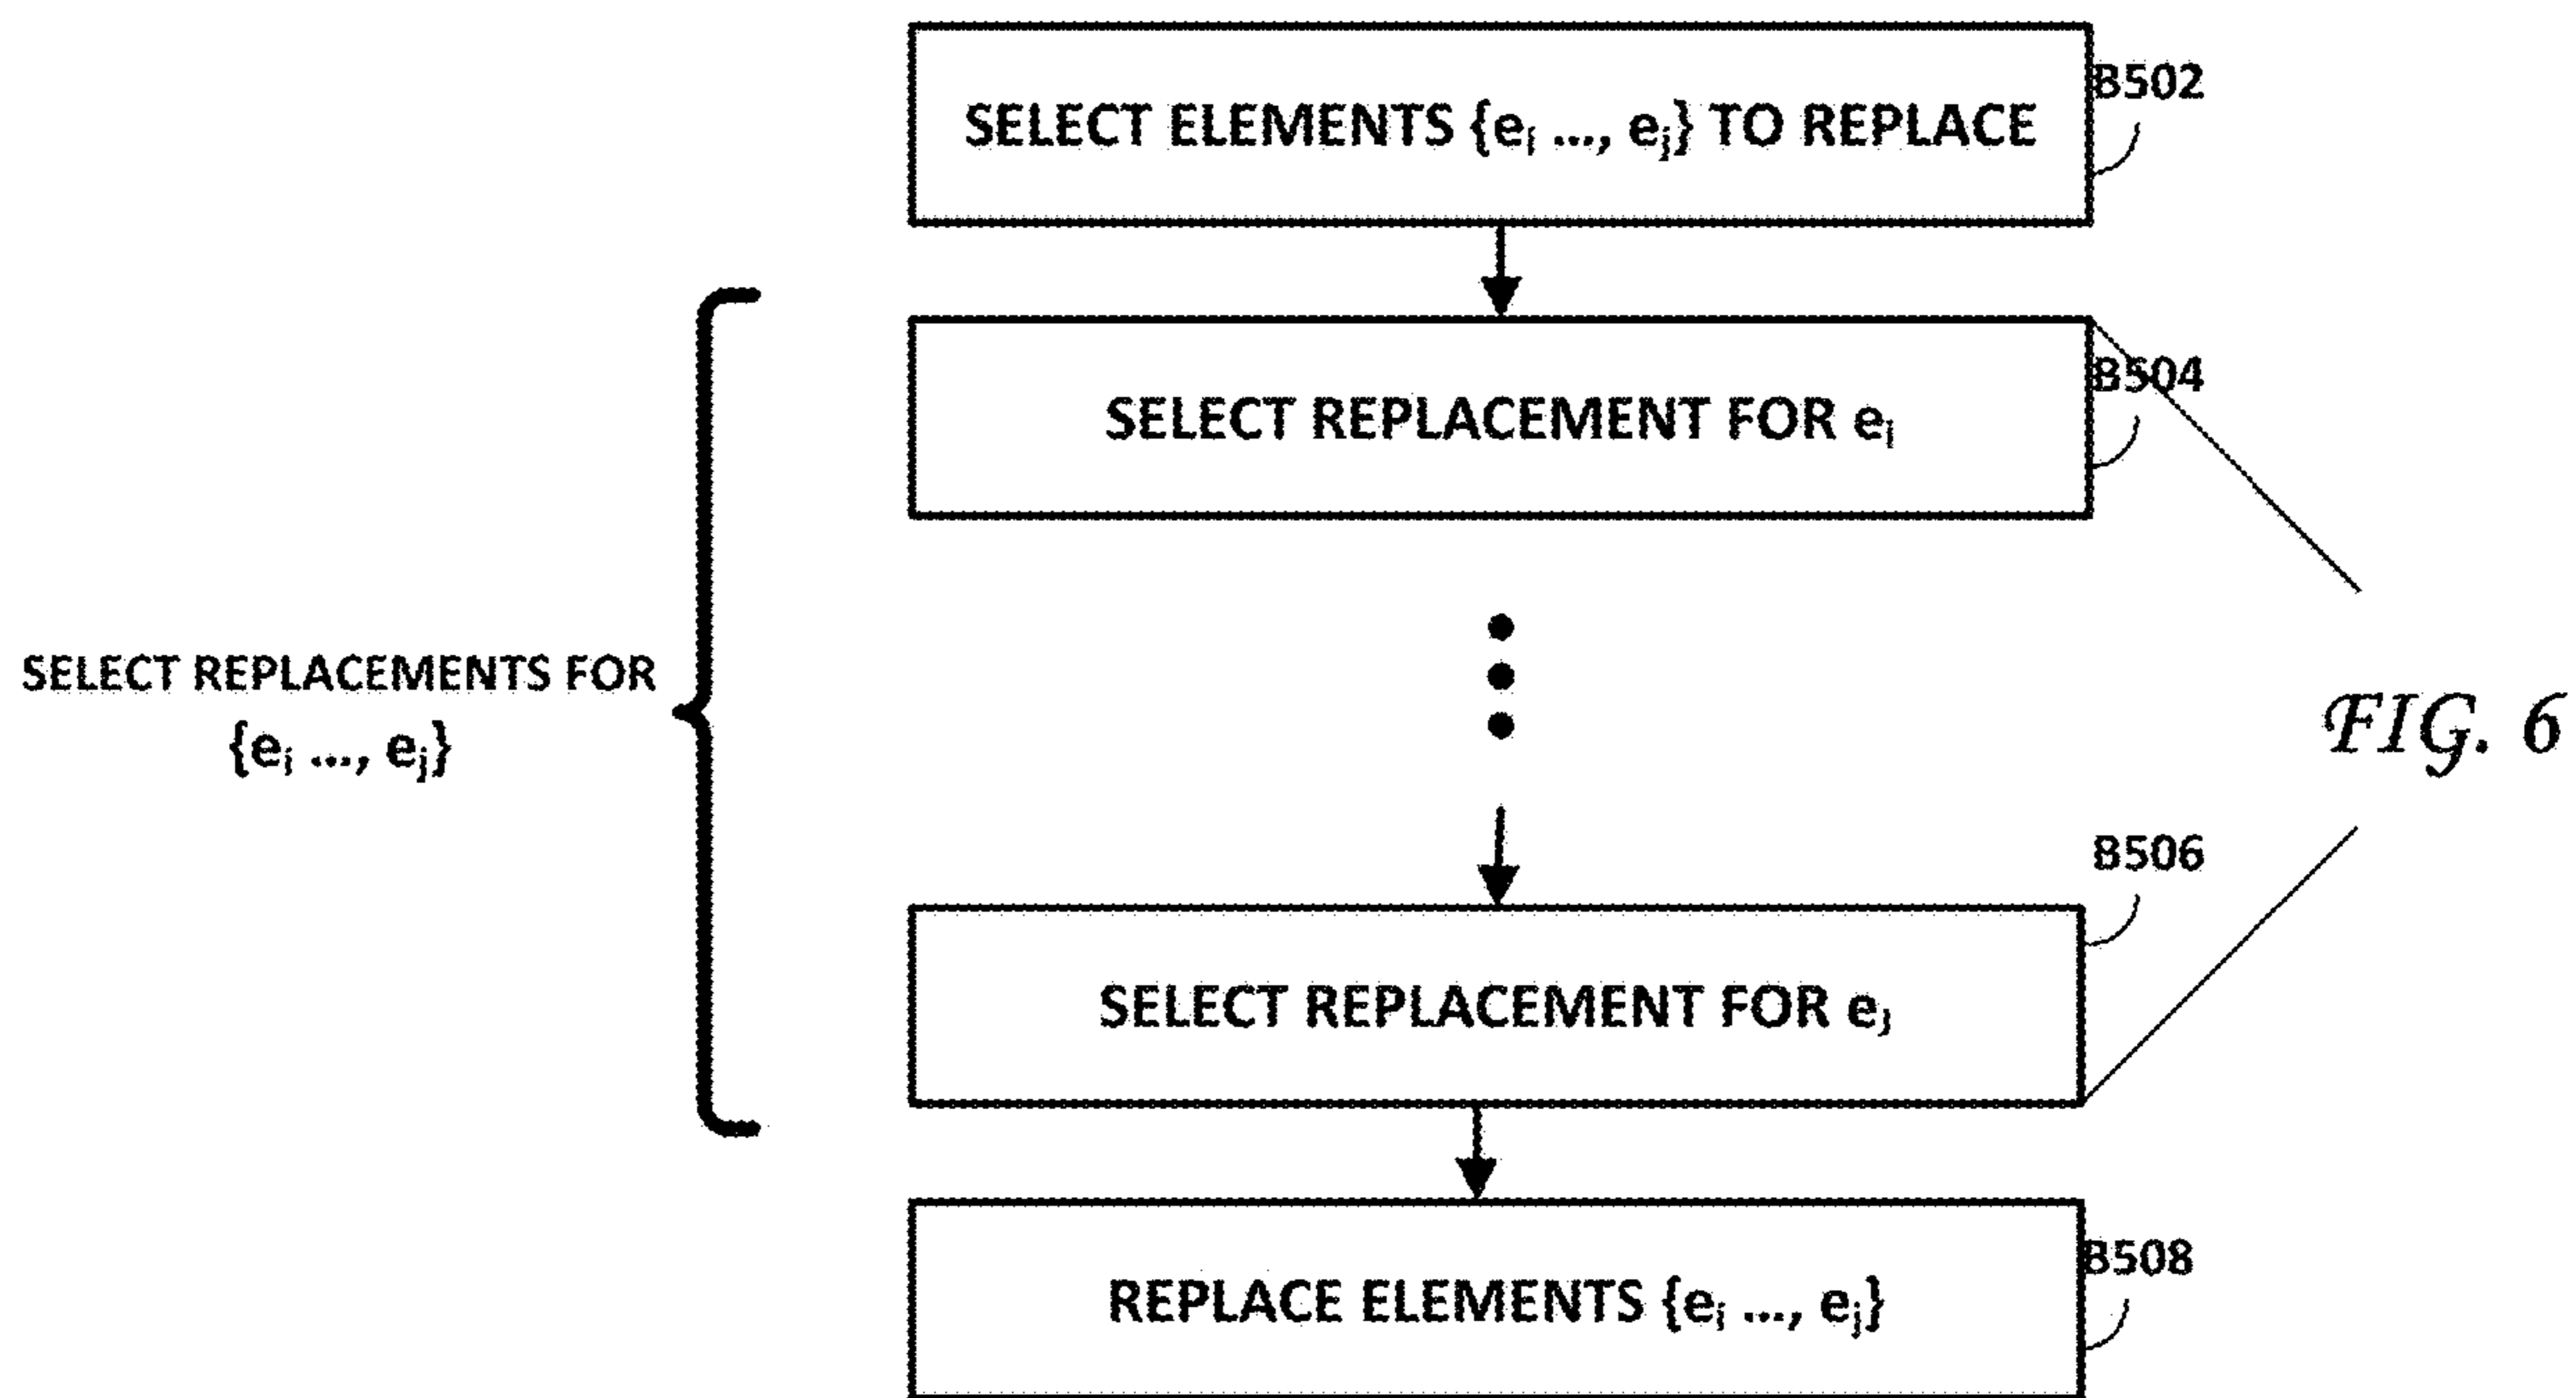 SELECT ELEMENTS {eᵢ ..., eⱼ} TO REPLACE
B502
SELECT REPLACEMENT FOR eᵢ
B504
SELECT REPLACEMENTS FOR
{eᵢ ..., eⱼ}
FIG. 6
B506
SELECT REPLACEMENT FOR eⱼ
B508
REPLACE ELEMENTS {eᵢ ..., eⱼ}